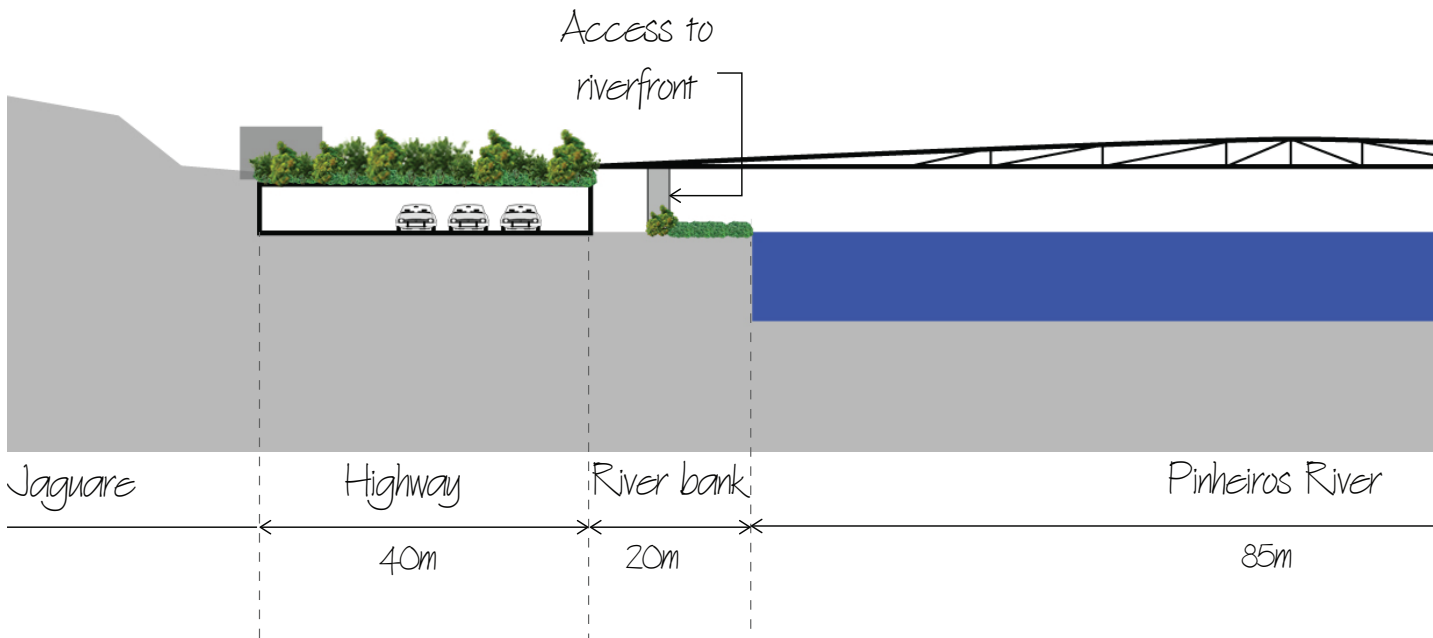 Access to
riverfront
Jaguare
Highway
River bank
Pinheiros River
40m
20m
85m